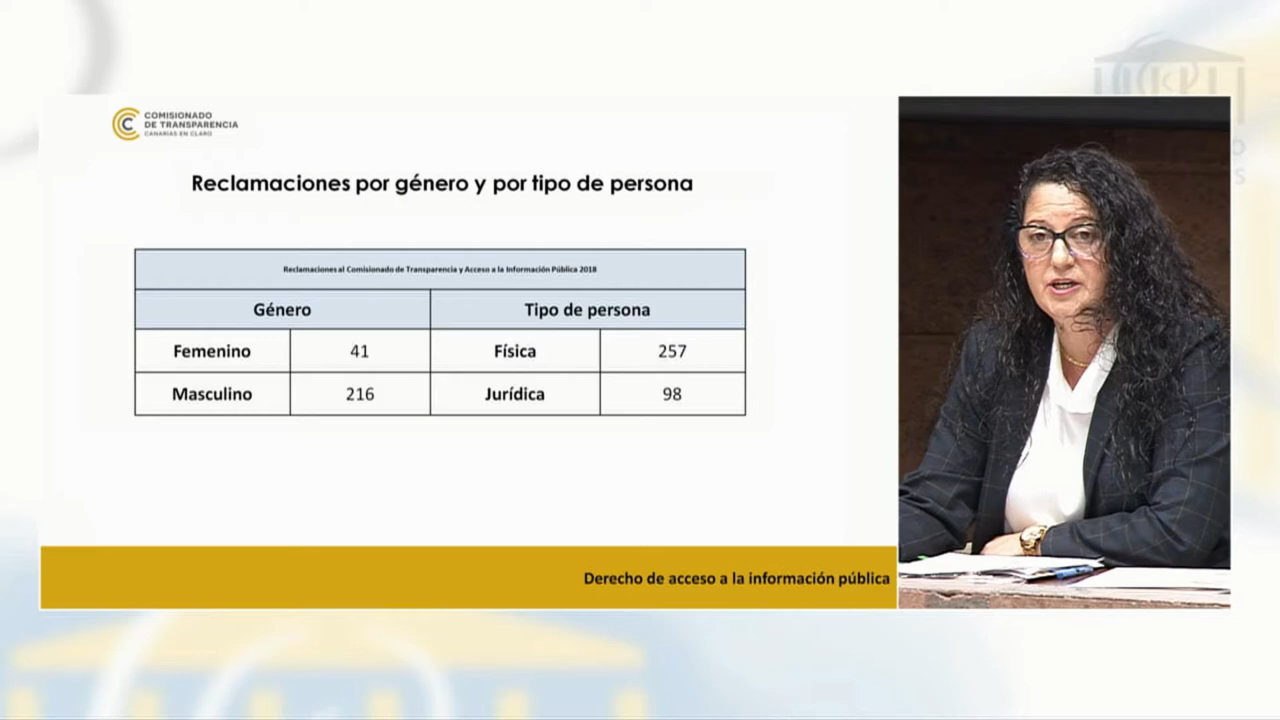 COMISIONADO
DE TRANSPARENCIA
CANARIAS EN CLARO
Reclamaciones por género y por tipo de persona
Reclamaciones al Comisionado de Transparencia y Acceso a la Información Pública 2018
Género Tipo de persona
Femenino 41 Física 257
Masculino 216 Jurídica 98
Derecho de acceso a la información pública